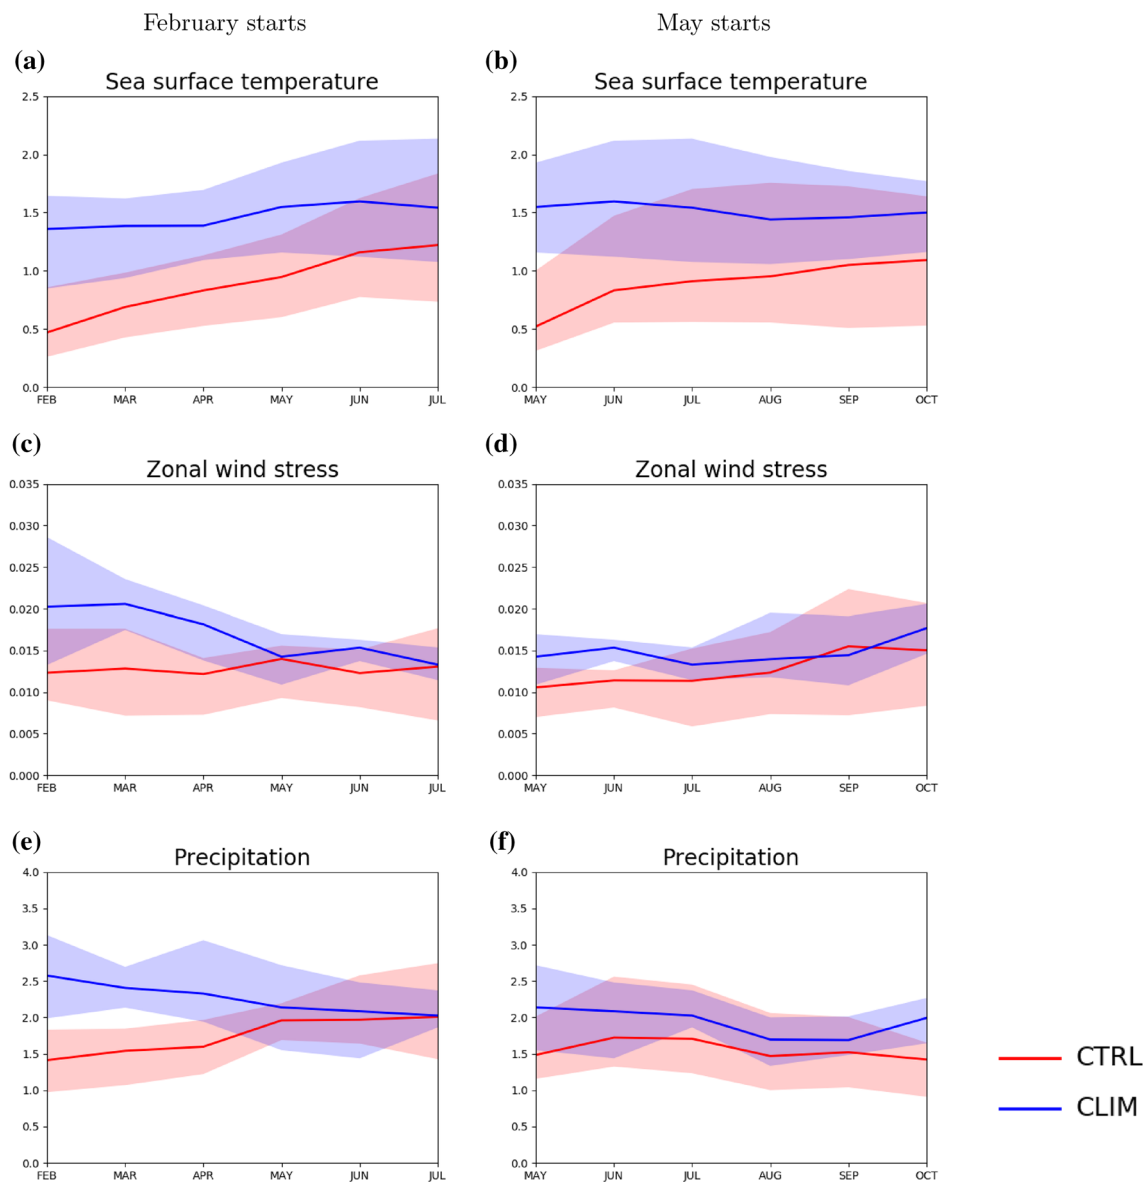 February starts
May starts
(a)
(b)
Sea surface temperature
Sea surface temperature
2.5
2.0
1.5
1.0
0.5
0.0
FEB MAR APR MAY JUN JUL
2.5
2.0
1.5
1.0
0.5
0.0
MAY JUN JUL AUG SEP OCT
(c)
(d)
Zonal wind stress
Zonal wind stress
0.035
0.030
0.025
0.020
0.015
0.010
0.005
0.000
FEB MAR APR MAY JUN JUL
0.035
0.030
0.025
0.020
0.015
0.010
0.005
0.000
MAY JUN JUL AUG SEP OCT
(e)
(f)
Precipitation
Precipitation
4.0
3.5
3.0
2.5
2.0
1.5
1.0
0.5
0.0
FEB MAR APR MAY JUN JUL
4.0
3.5
3.0
2.5
2.0
1.5
1.0
0.5
0.0
MAY JUN JUL AUG SEP OCT
CTRL
CLIM